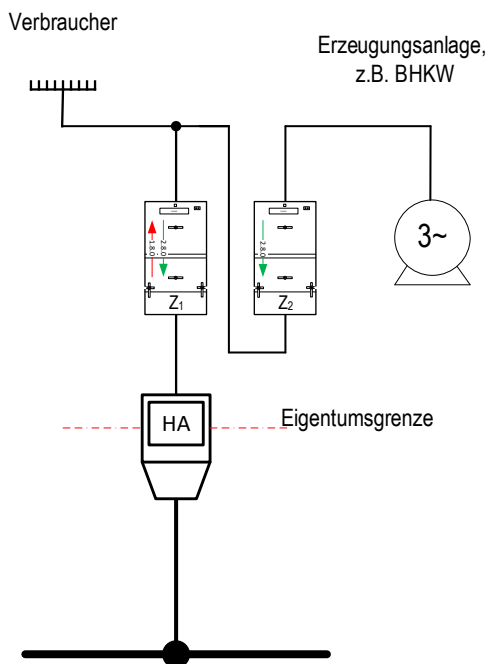 Verbraucher
Erzeugungsanlage,
z.B. BHKW
1.8.0
2.8.0
2.8.0
3~
Z1
Z2
HA
Eigentumsgrenze